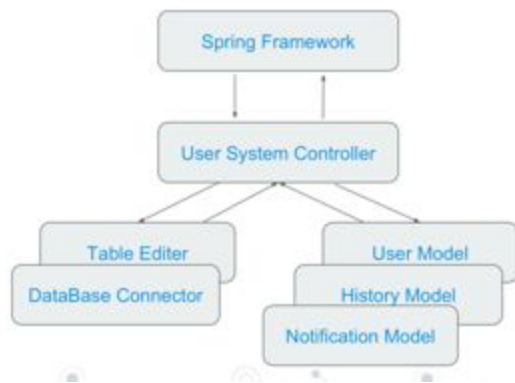 Spring Framework
User System Controller
Table Editer
DataBase Connector
User Model
History Model
Notification Model